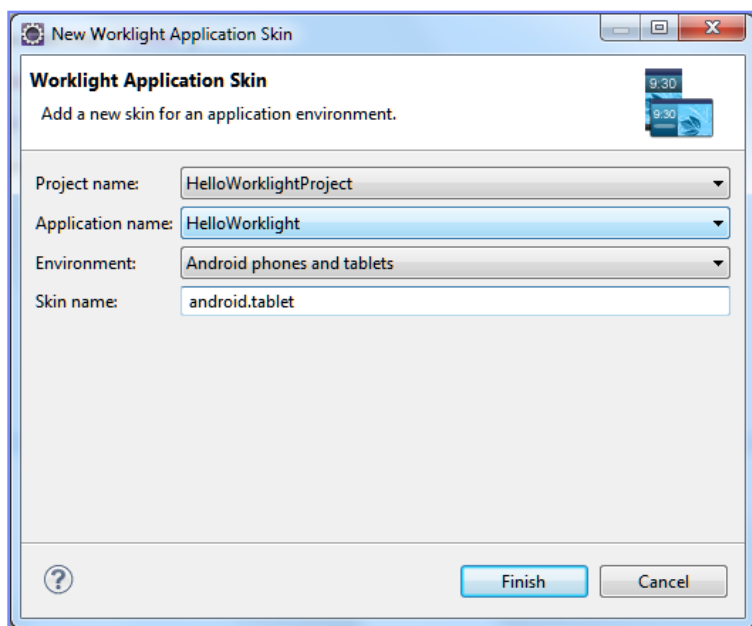 New Worklight Application Skin
Worklight Application Skin
Add a new skin for an application environment.
9:30
9:30
Project name: HelloWorklightProject
Application name: HelloWorklight
Environment: Android phones and tablets
Skin name: android.tablet
?
Finish Cancel